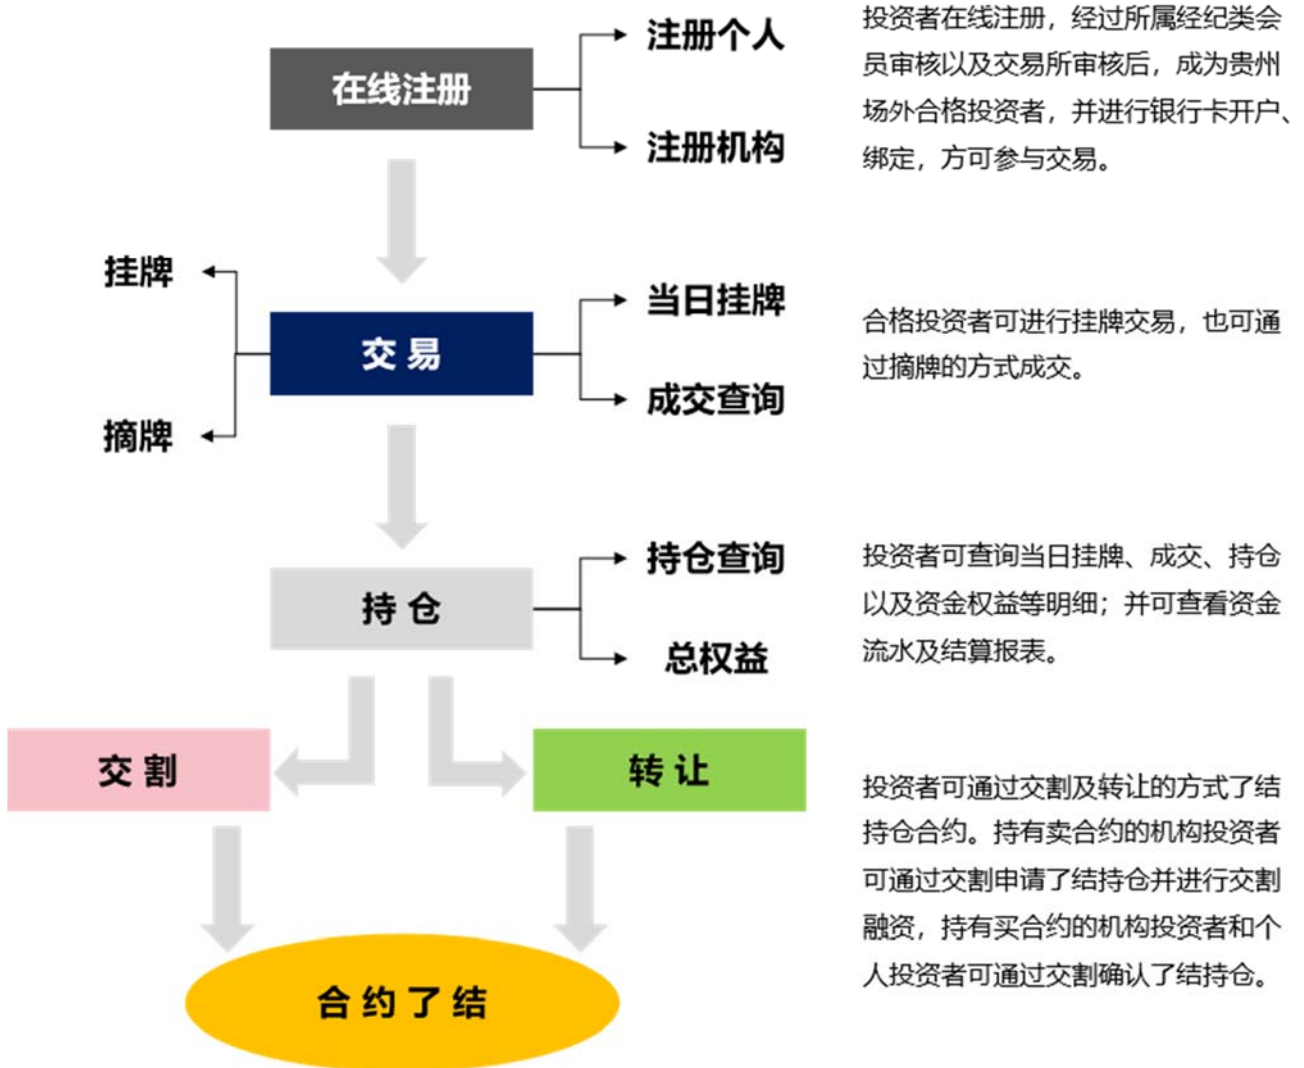 注册个人
在线注册
注册机构
投资者在线注册，经过所属经纪类会
员审核以及交易所审核后，成为贵州
场外合格投资者，并进行银行卡开户、
绑定，方可参与交易。
挂牌
当日挂牌
交易
摘牌
成交查询
合格投资者可进行挂牌交易，也可通
过摘牌的方式成交。
持仓查询
持仓
总权益
投资者可查询当日挂牌、成交、持仓
以及资金权益等明细；并可查看资金
流水及结算报表。
交割
转让
投资者可通过交割及转让的方式了结
持仓合约。持有卖合约的机构投资者
可通过交割申请了结持仓并进行交割
融资，持有买合约的机构投资者和个
人投资者可通过交割确认了结持仓。
合约了结